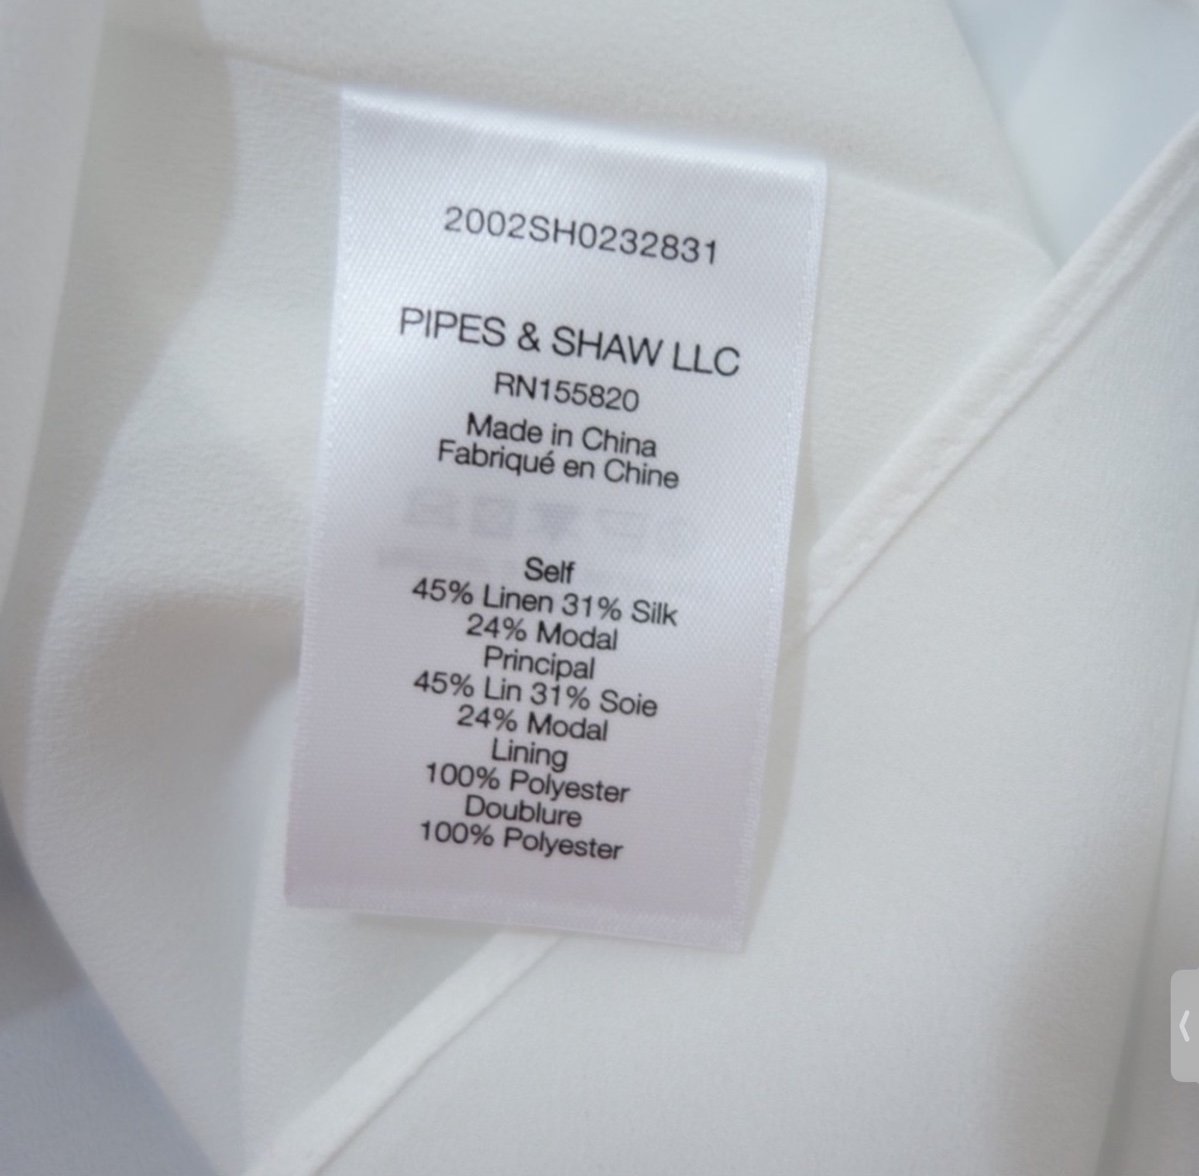 2002SH0232831
PIPES & SHAW LLC
RN155820
Made in China
Fabriqué en Chine
Self
45% Linen 31% Silk
24% Modal
Principal
45% Lin 31% Soie
24% Modal
Lining
100% Polyester
Doublure
100% Polyester